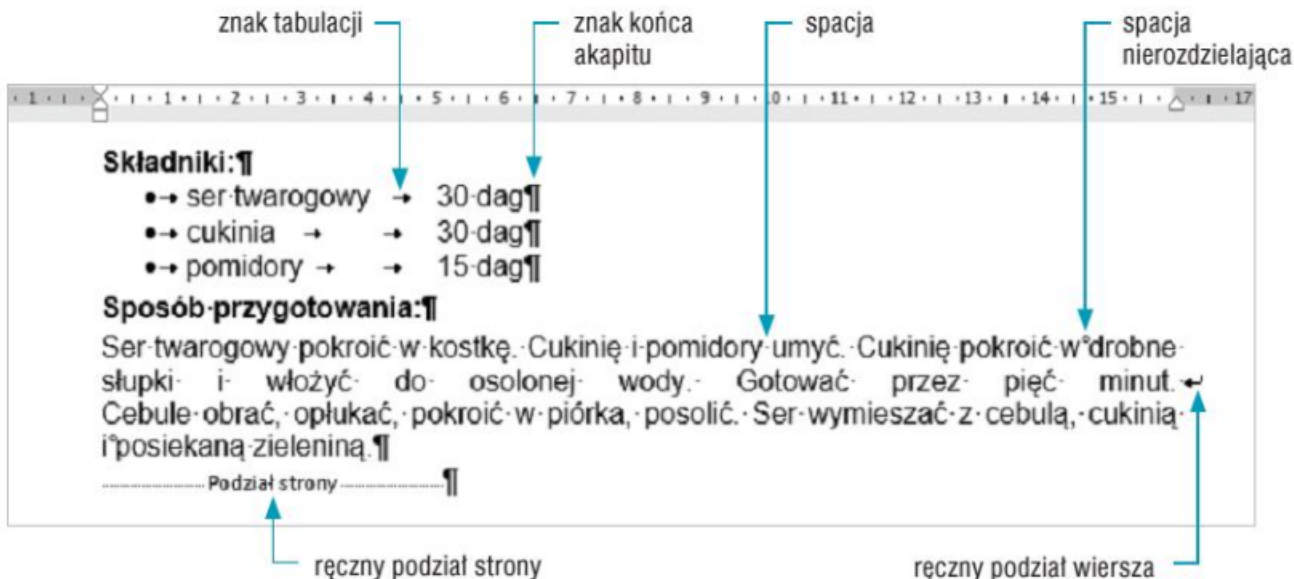 znak tabulacji
znak końca
akapitu
spacja
spacja
nierozdzielająca
1 1 2 3 4 5 6 7 8 9 10 11 12 13 14 15 17
Składniki:¶
•→ ser·twarogowy → 30·dag¶
•→ cukinia → → 30·dag¶
•→ pomidory → → 15·dag¶
Sposób·przygotowania:¶
Ser·twarogowy·pokroić·w·kostkę.·Cukinię·i·pomidory·umyć.·Cukinię·pokroić·w°drobne·
słupki· i· włożyć· do· osolonej· wody.· Gotować· przez· pięć· minut.·↵
Cebule·obrać,·opłukać,·pokroić·w·piórka,·posolić.·Ser·wymieszać·z·cebulą,·cukinią·
i°posiekaną·zieleniną.¶
Podział strony¶
ręczny podział strony
ręczny podział wiersza